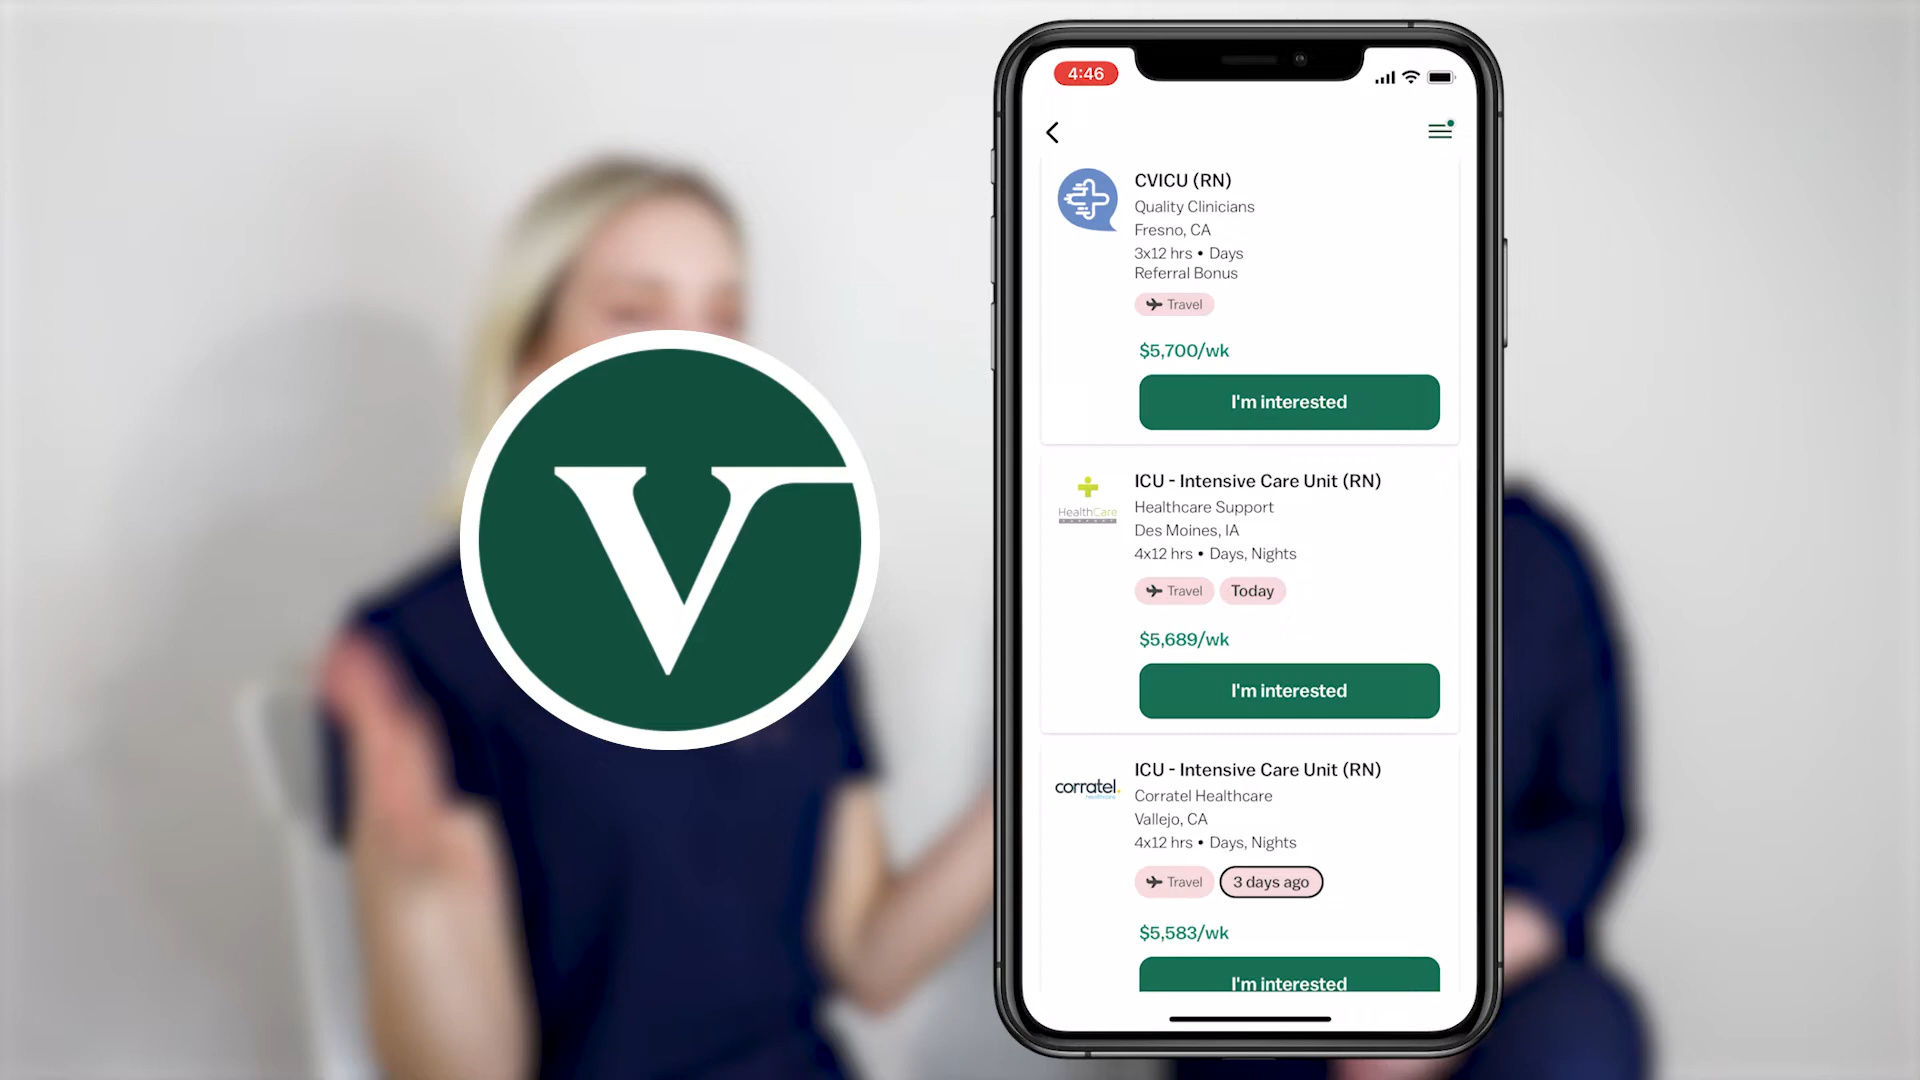 V
4:46
CVICU (RN)
Quality Clinicians
Fresno, CA
3x12 hrs • Days
Referral Bonus
Travel
$5,700/wk
I'm interested
HealthCare
ICU - Intensive Care Unit (RN)
Healthcare Support
Des Moines, IA
4x12 hrs • Days, Nights
Travel Today
$5,689/wk
I'm interested
corratel.
healthcare
ICU - Intensive Care Unit (RN)
Corratel Healthcare
Vallejo, CA
4x12 hrs • Days, Nights
Travel 3 days ago
$5,583/wk
I'm interested